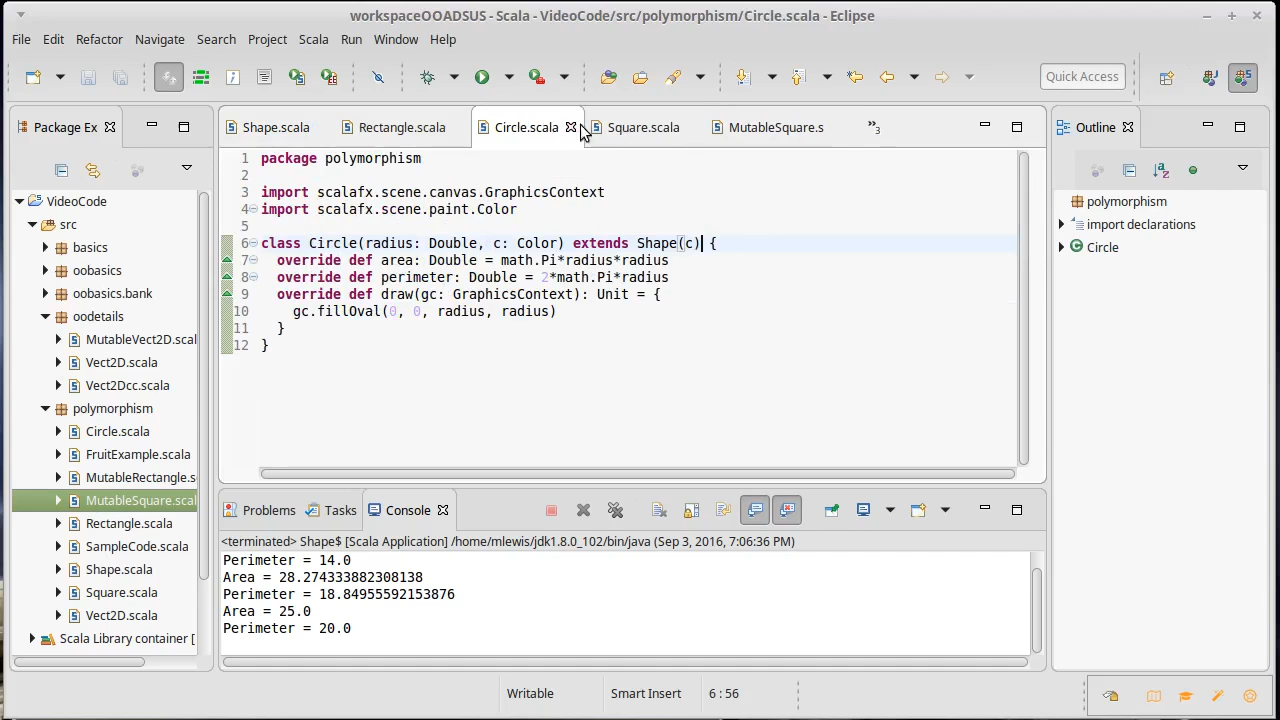 workspaceOOADSUS - Scala - VideoCode/src/polymorphism/Circle.scala - Eclipse
File Edit Refactor Navigate Search Project Scala Run Window Help
Quick Access
Package Ex
Shape.scala
Rectangle.scala
Circle.scala
Square.scala
MutableSquare.s
»3
Outline
VideoCode
src
basics
oobasics
oobasics.bank
oodetails
MutableVect2D.scal
Vect2D.scala
Vect2Dcc.scala
polymorphism
Circle.scala
FruitExample.scala
MutableRectangle.s
MutableSquare.scal
Rectangle.scala
SampleCode.scala
Shape.scala
Square.scala
Vect2D.scala
Scala Library container [
1 package polymorphism
2
3 import scalafx.scene.canvas.GraphicsContext
4 import scalafx.scene.paint.Color
5
6 class Circle(radius: Double, c: Color) extends Shape(c) {
7 override def area: Double = math.Pi*radius*radius
8 override def perimeter: Double = 2*math.Pi*radius
9 override def draw(gc: GraphicsContext): Unit = {
10 gc.fillOval(0, 0, radius, radius)
11 }
12 }
polymorphism
import declarations
Circle
Problems Tasks Console
<terminated> Shape$ [Scala Application] /home/mlewis/jdk1.8.0_102/bin/java (Sep 3, 2016, 7:06:36 PM)
Perimeter = 14.0
Area = 28.274333882308138
Perimeter = 18.84955592153876
Area = 25.0
Perimeter = 20.0
Writable Smart Insert 6 : 56